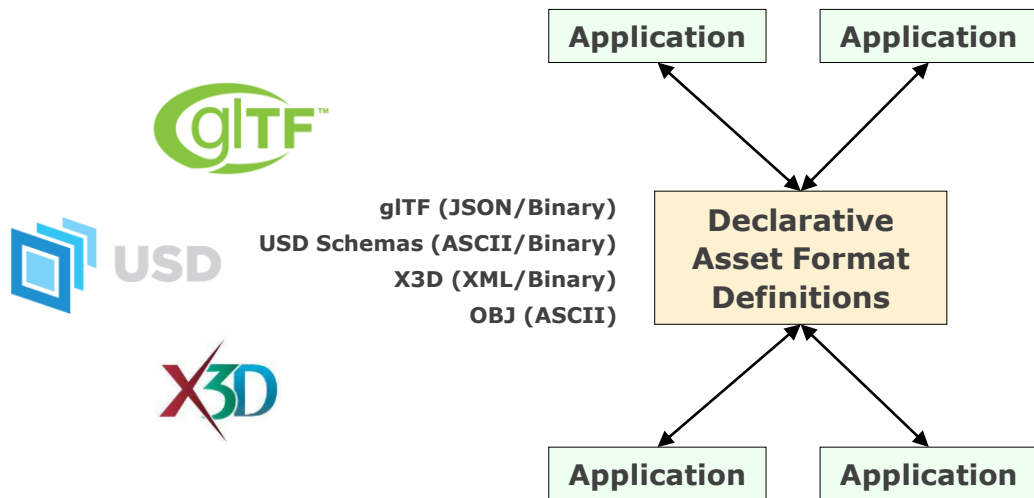 Application
Application
glTF™
glTF (JSON/Binary)
USD Schemas (ASCII/Binary)
X3D (XML/Binary)
OBJ (ASCII)
Declarative
Asset Format
Definitions
USD
X3D
Application
Application